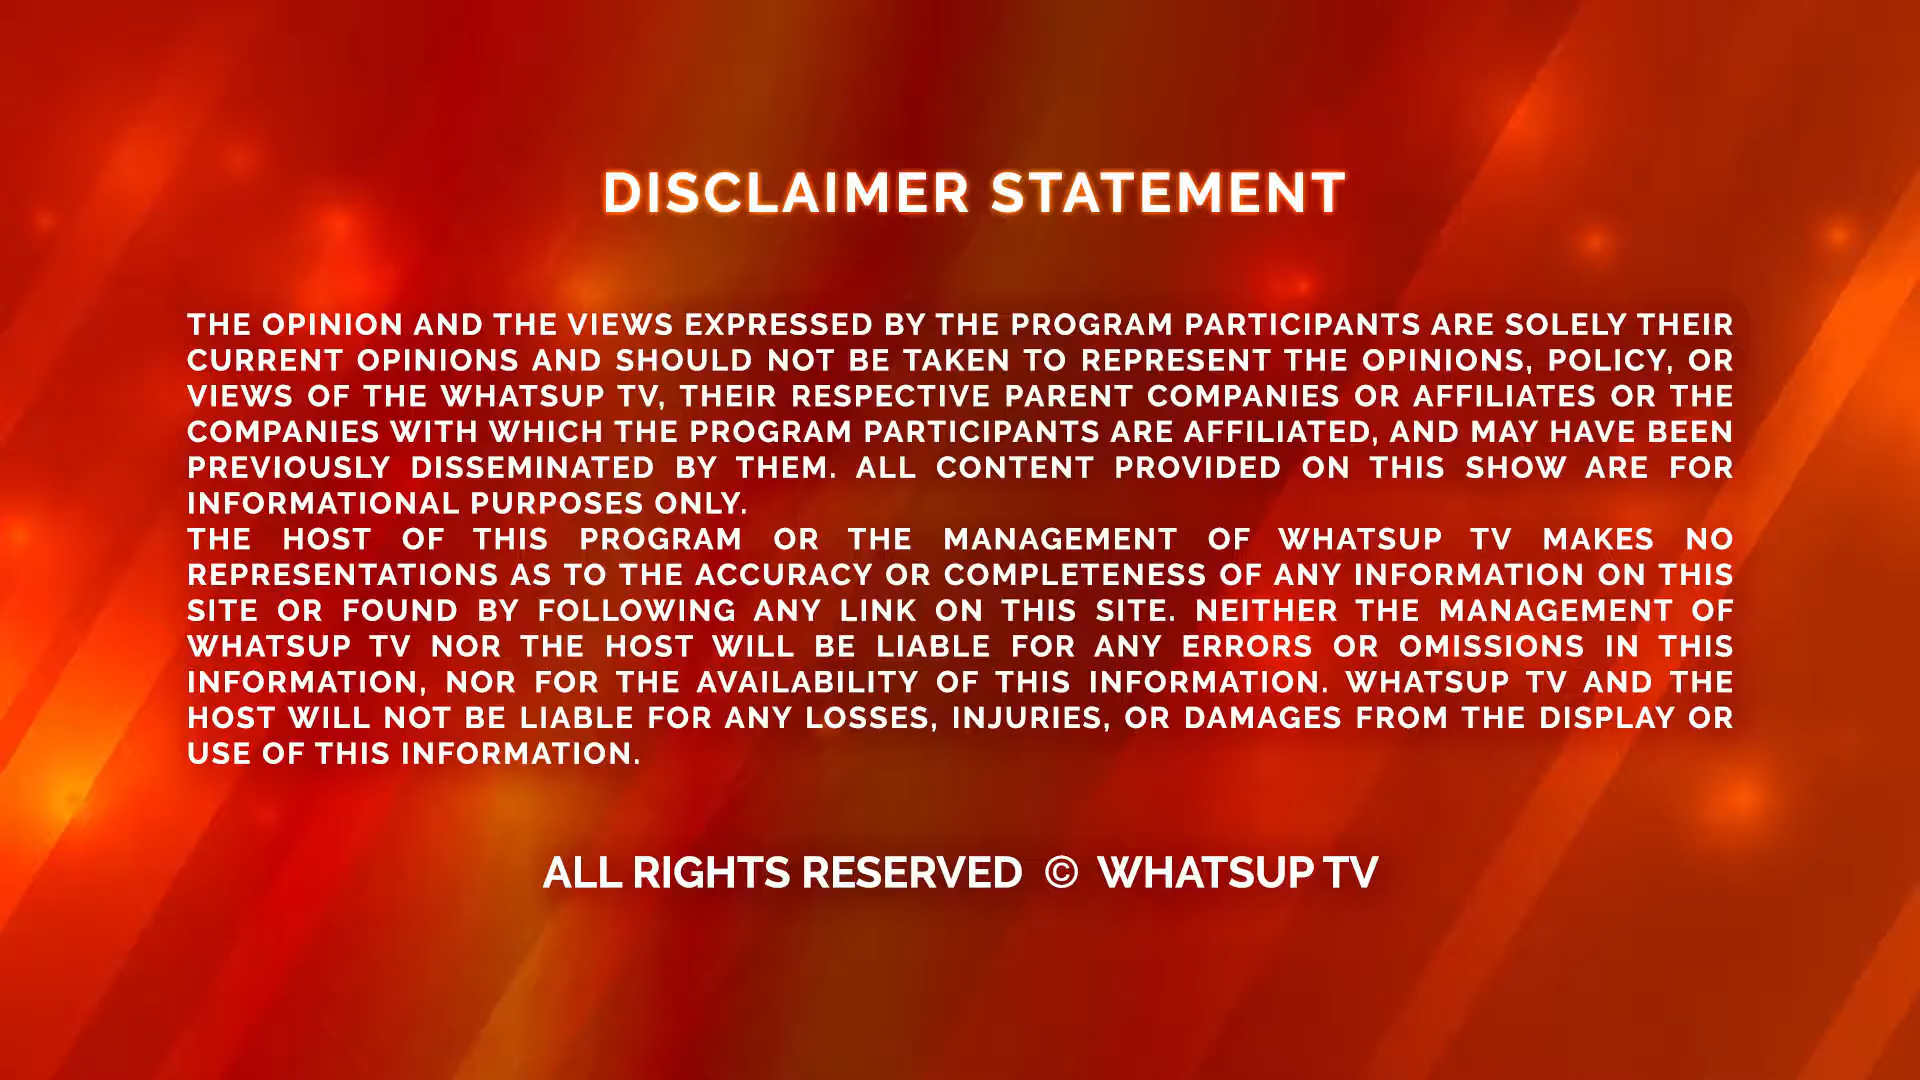 DISCLAIMER STATEMENT
THE OPINION AND THE VIEWS EXPRESSED BY THE PROGRAM PARTICIPANTS ARE SOLELY THEIR
CURRENT OPINIONS AND SHOULD NOT BE TAKEN TO REPRESENT THE OPINIONS, POLICY, OR
VIEWS OF THE WHATSUP TV, THEIR RESPECTIVE PARENT COMPANIES OR AFFILIATES OR THE
COMPANIES WITH WHICH THE PROGRAM PARTICIPANTS ARE AFFILIATED, AND MAY HAVE BEEN
PREVIOUSLY DISSEMINATED BY THEM. ALL CONTENT PROVIDED ON THIS SHOW ARE FOR
INFORMATIONAL PURPOSES ONLY.
THE HOST OF THIS PROGRAM OR THE MANAGEMENT OF WHATSUP TV MAKES NO
REPRESENTATIONS AS TO THE ACCURACY OR COMPLETENESS OF ANY INFORMATION ON THIS
SITE OR FOUND BY FOLLOWING ANY LINK ON THIS SITE. NEITHER THE MANAGEMENT OF
WHATSUP TV NOR THE HOST WILL BE LIABLE FOR ANY ERRORS OR OMISSIONS IN THIS
INFORMATION, NOR FOR THE AVAILABILITY OF THIS INFORMATION. WHATSUP TV AND THE
HOST WILL NOT BE LIABLE FOR ANY LOSSES, INJURIES, OR DAMAGES FROM THE DISPLAY OR
USE OF THIS INFORMATION.
ALL RIGHTS RESERVED © WHATSUP TV